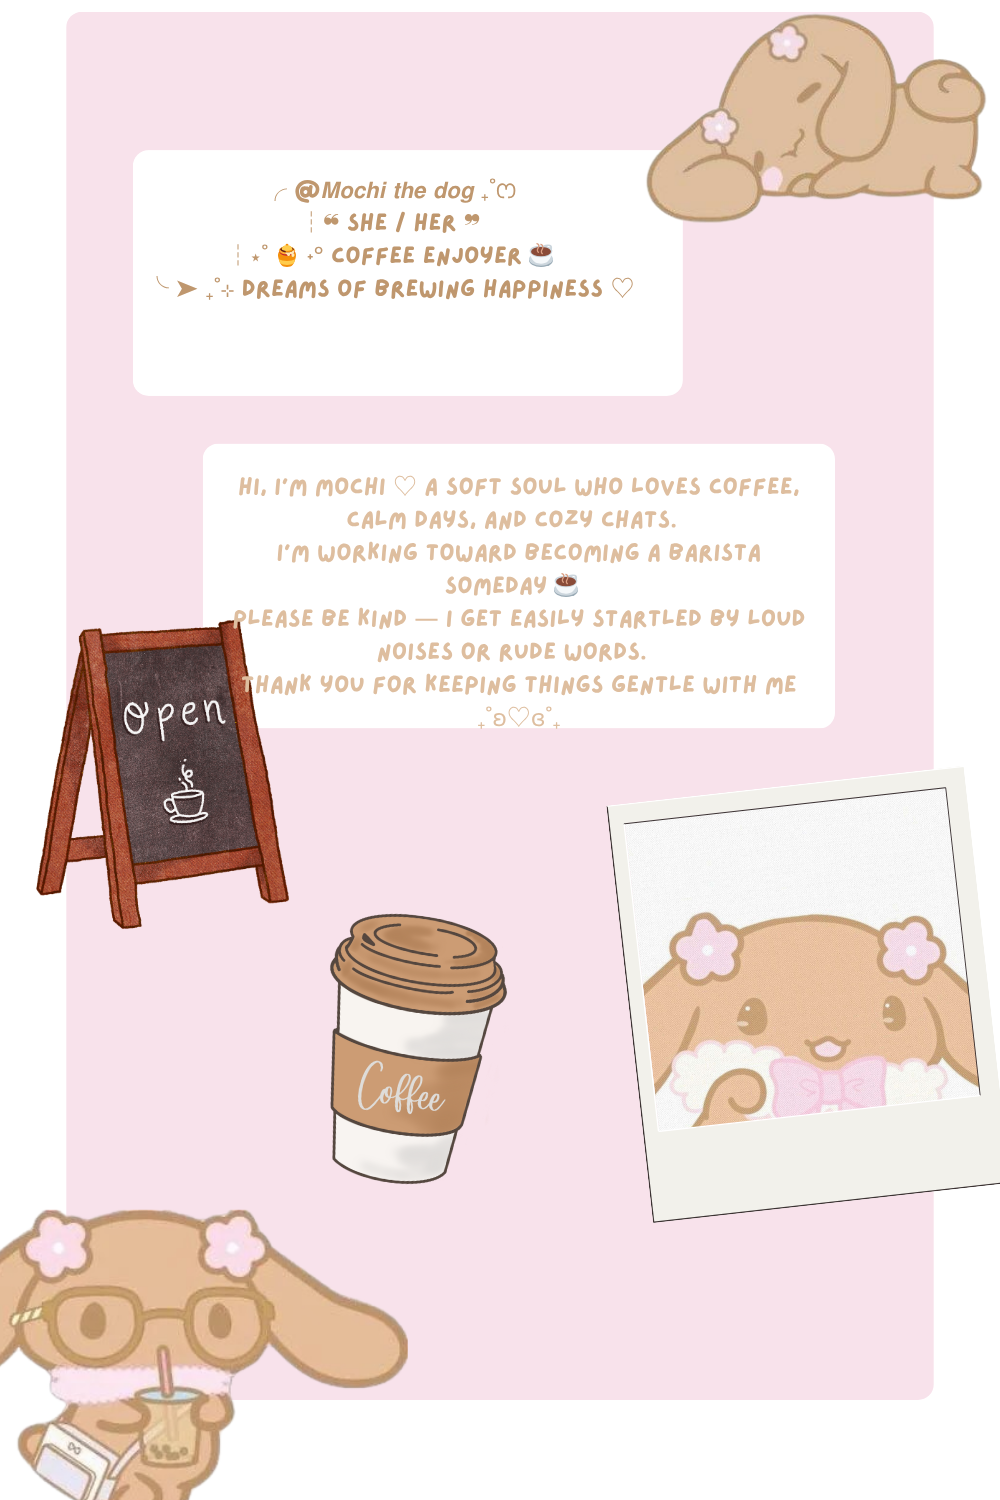 ╭ @Mochi the dog ₊˚ෆ
┊❝ SHE / HER ❞
┊⋆˚🍯 ˖° COFFEE ENJOYER ☕
╰ ➤ ₊˚⊹ DREAMS OF BREWING HAPPINESS ♡
HI, I'M MOCHI ♡ A SOFT SOUL WHO LOVES COFFEE,
CALM DAYS, AND COZY CHATS.
I'M WORKING TOWARD BECOMING A BARISTA
SOMEDAY ☕
PLEASE BE KIND — I GET EASILY STARTLED BY LOUD
NOISES OR RUDE WORDS.
THANK YOU FOR KEEPING THINGS GENTLE WITH ME
₊˚ʚ♡ɞ˚₊
open
Coffee